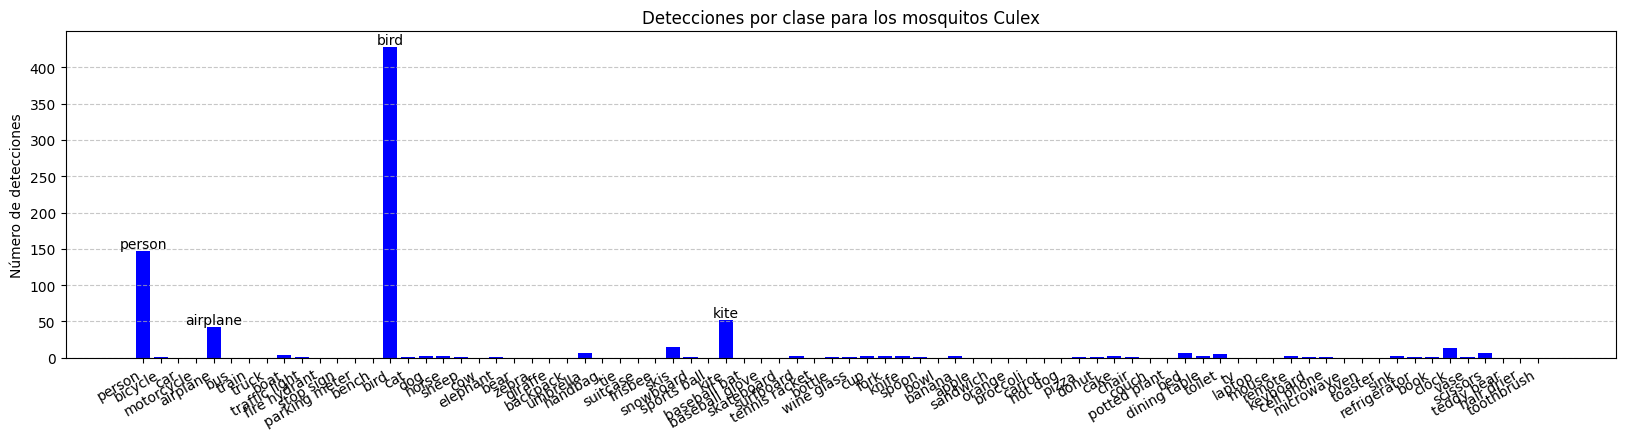 Detecciones por clase para los mosquitos Culex
Número de detecciones
400
350
300
250
200
150
100
50
0
bird
person
airplane
kite
person
bicycle
car
motorcycle
airplane
bus
train
truck
boat
traffic light
fire hydrant
stop sign
parking meter
bench
bird
cat
dog
horse
sheep
cow
elephant
bear
zebra
giraffe
backpack
umbrella
handbag
tie
suitcase
frisbee
skis
snowboard
sports ball
kite
baseball bat
baseball glove
skateboard
surfboard
tennis racket
bottle
wine glass
cup
fork
knife
spoon
bowl
banana
apple
sandwich
orange
broccoli
carrot
hot dog
pizza
donut
cake
chair
couch
potted plant
bed
dining table
toilet
tv
laptop
mouse
remote
keyboard
cell phone
microwave
oven
toaster
sink
refrigerator
book
clock
vase
scissors
teddy bear
hair drier
toothbrush